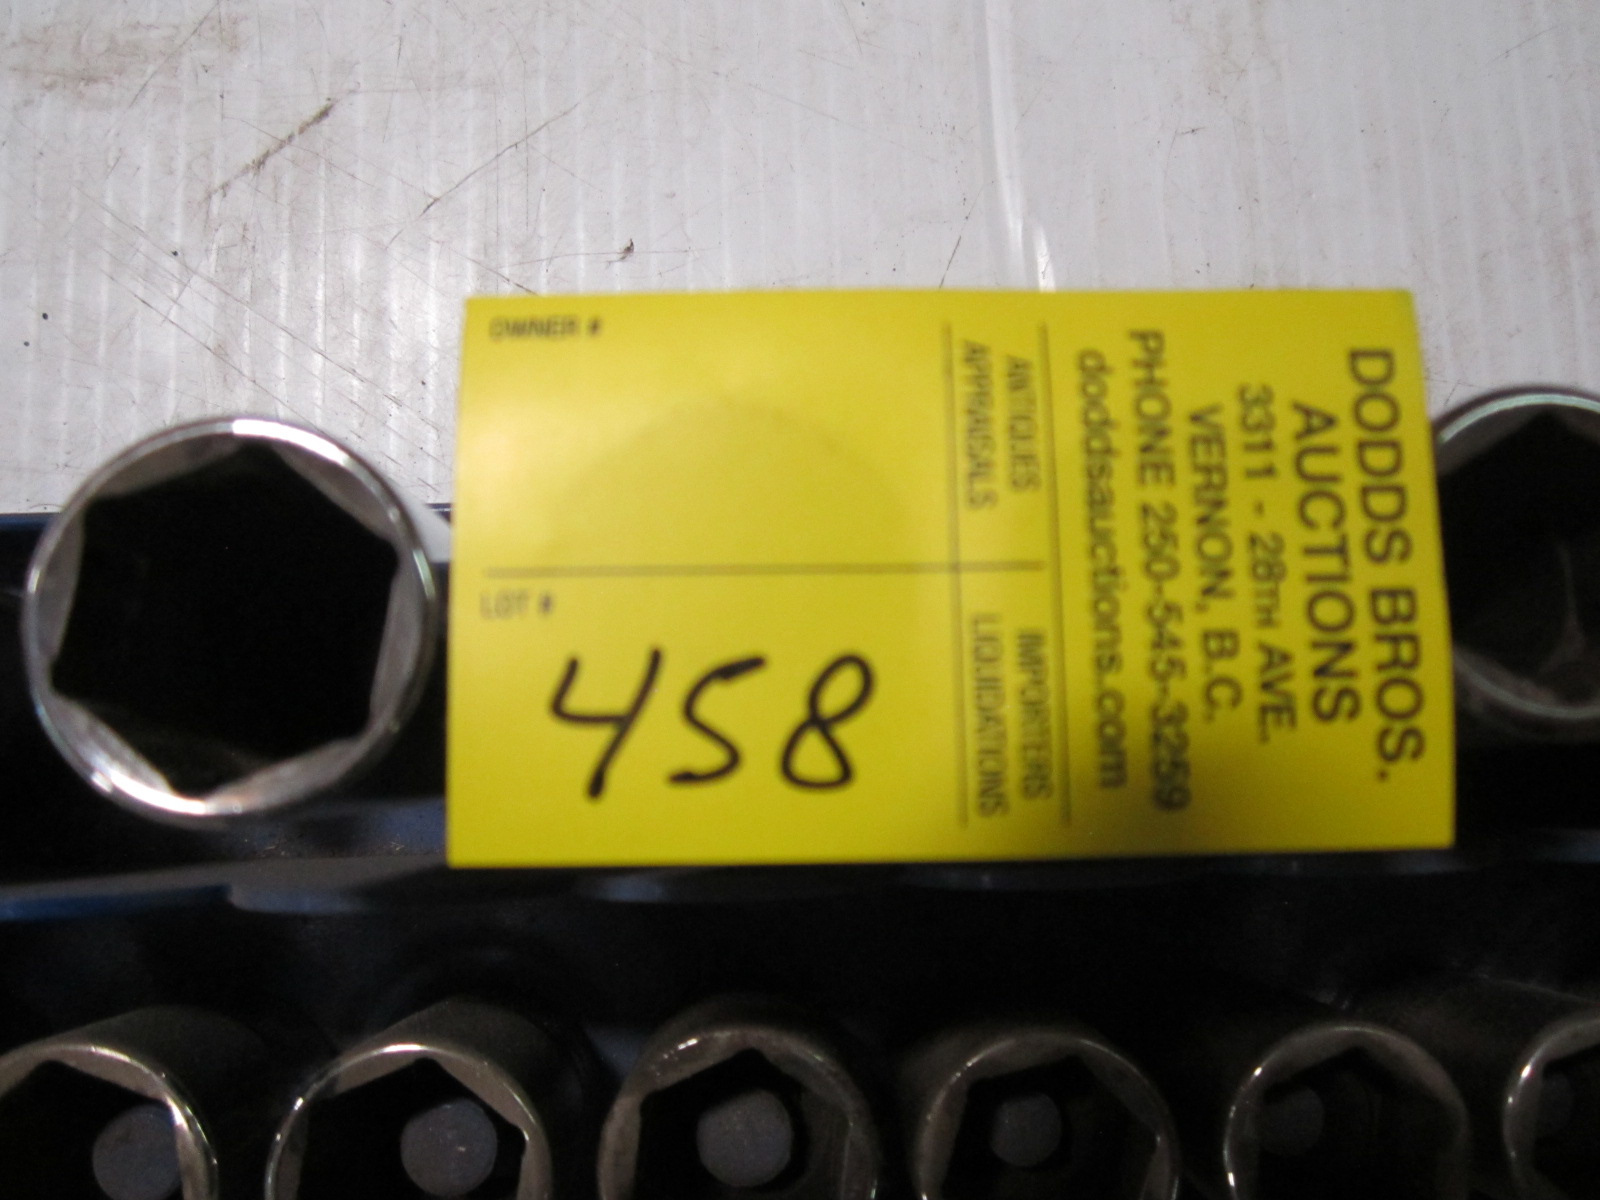 DODDS BROS.
AUCTIONS
3311 - 28TH AVE.
VERNON, B.C.
PHONE 250-545-3259
doddsauctions.com
ANTIQUES
APPRAISALS
IMPORTERS
LIQUIDATIONS
OWNER #
LOT #
458